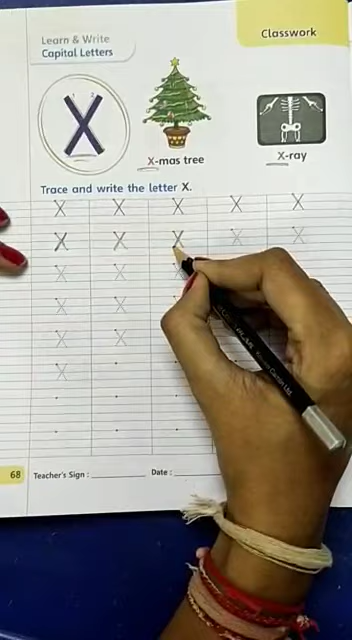 Learn & Write
Capital Letters
Classwork
X
X-mas tree
X-ray
Trace and write the letter X.
X X X X X
X X X X X
X X
X X
X X
X
68 Teacher's Sign : Date :